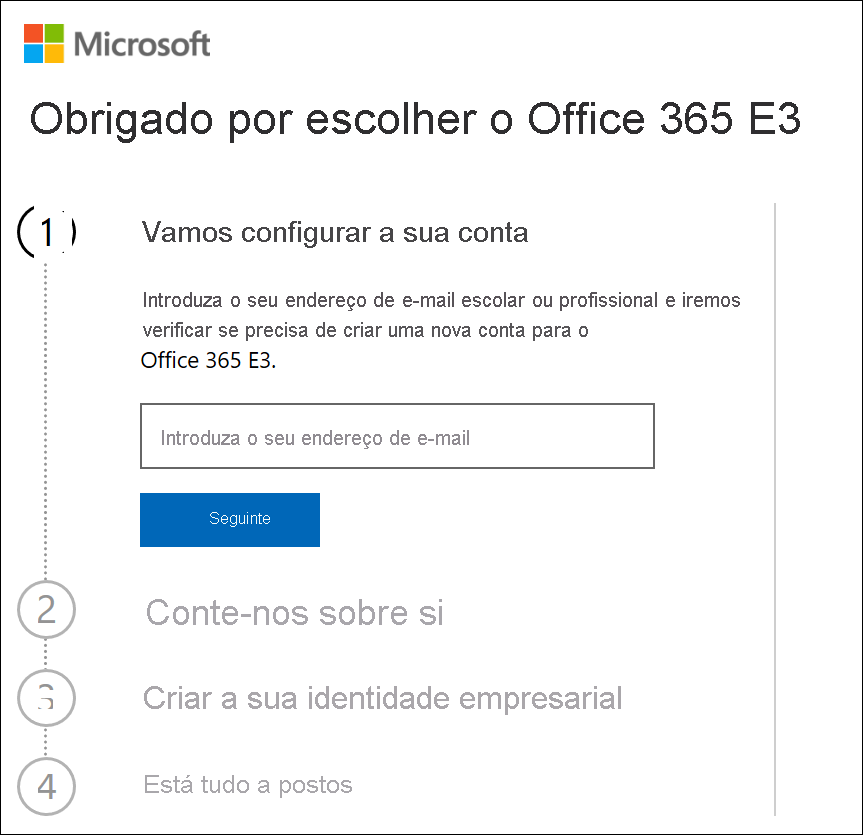 Microsoft
Obrigado por escolher o Office 365 E3
1
Vamos configurar a sua conta
Introduza o seu endereço de e-mail escolar ou profissional e iremos
verificar se precisa de criar uma nova conta para o
Office 365 E3.
Introduza o seu endereço de e-mail
Seguinte
2
Conte-nos sobre si
3
Criar a sua identidade empresarial
4
Está tudo a postos